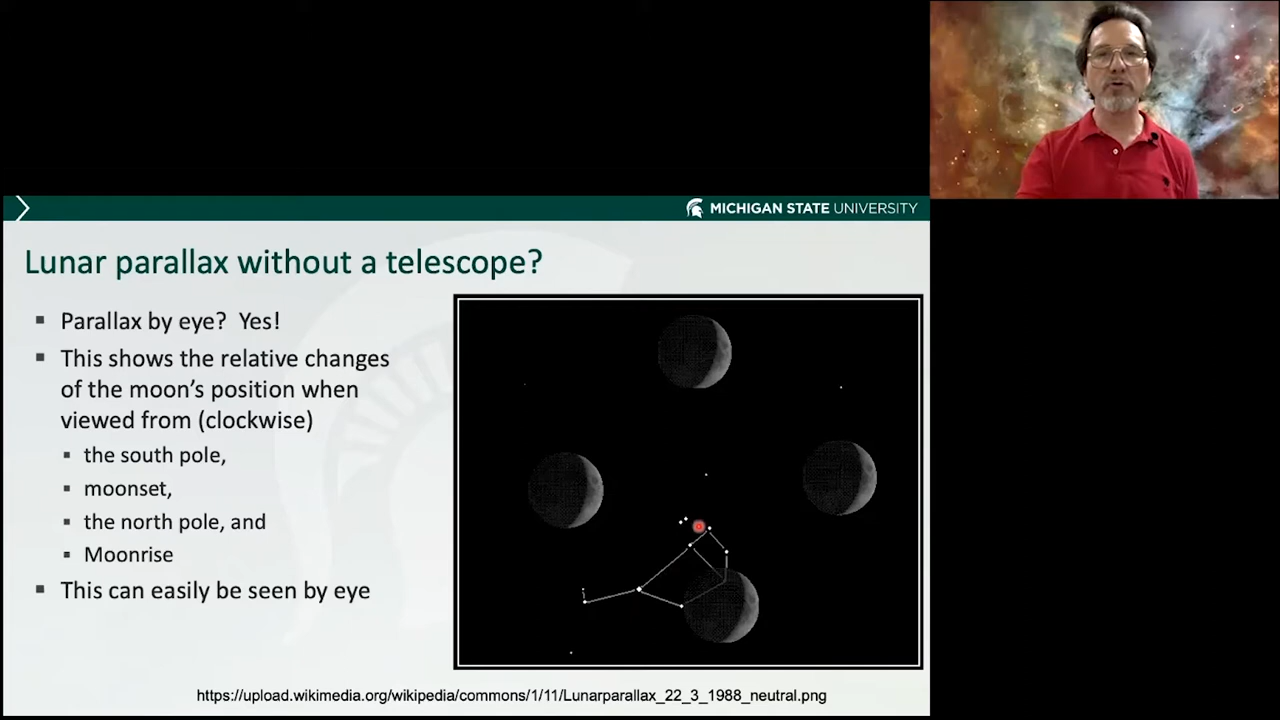 MICHIGAN STATE UNIVERSITY
Lunar parallax without a telescope?
▪ Parallax by eye? Yes!
▪ This shows the relative changes
of the moon's position when
viewed from (clockwise)
▪ the south pole,
▪ moonset,
▪ the north pole, and
▪ Moonrise
▪ This can easily be seen by eye
https://upload.wikimedia.org/wikipedia/commons/1/11/Lunarparallax_22_3_1988_neutral.png